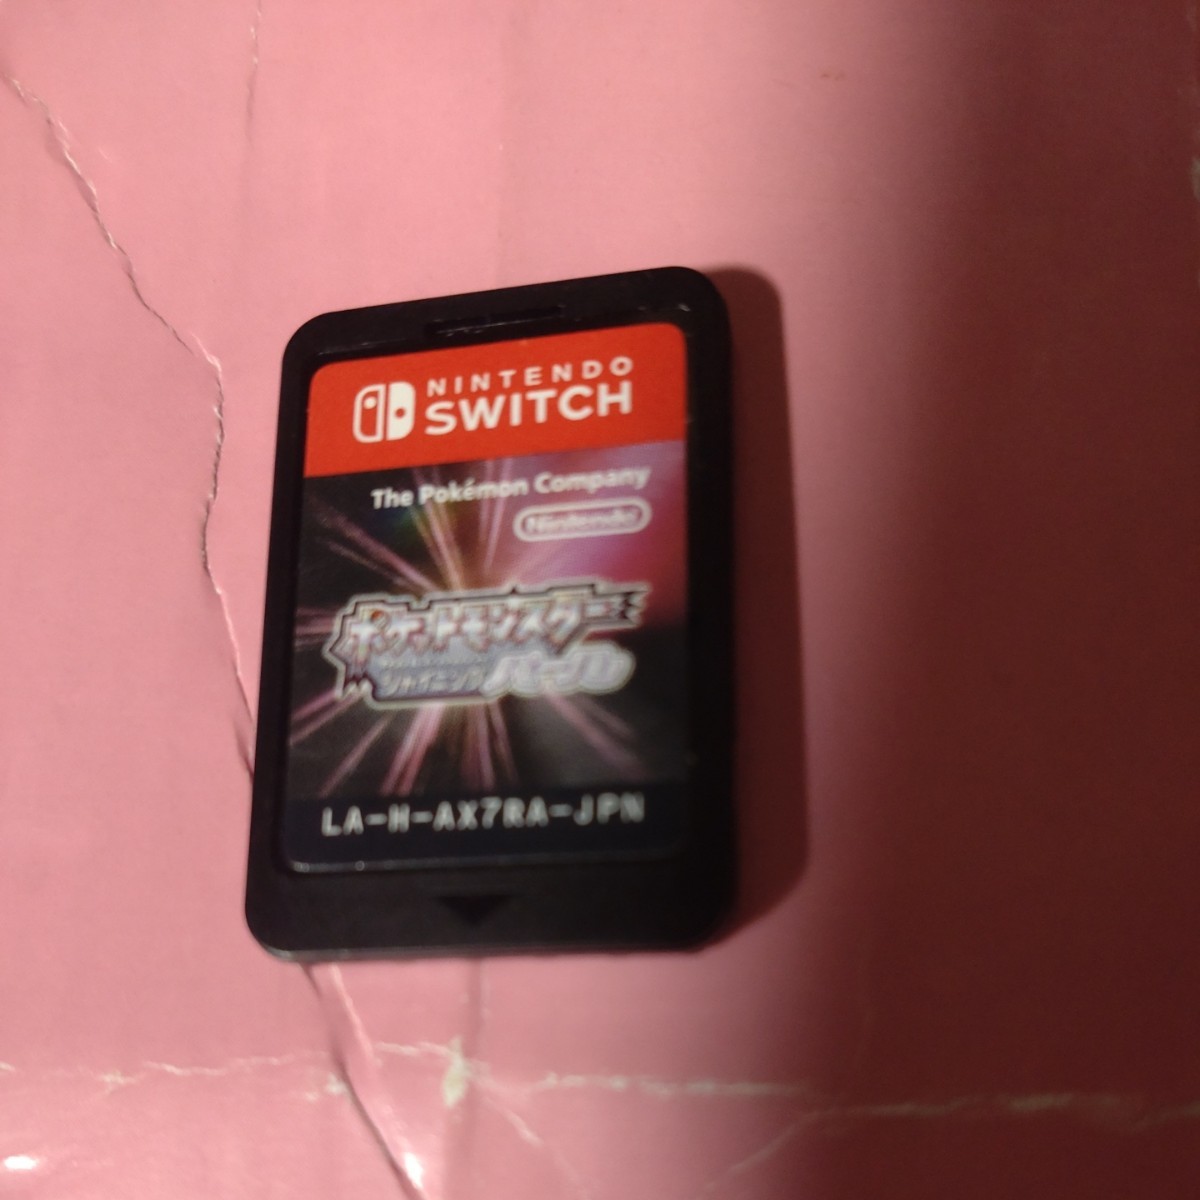 NINTENDO
SWITCH
The Pokémon Company
Nintendo
ポケットモンスター
シャイニングパール
LA-H-AX7RA-JPN